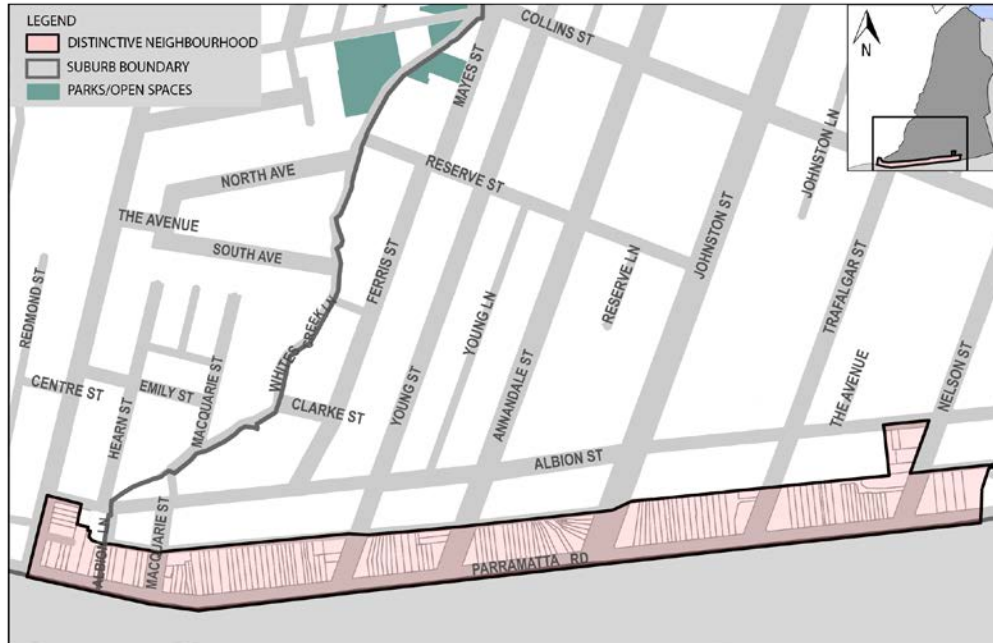 LEGEND
DISTINCTIVE NEIGHBOURHOOD
SUBURB BOUNDARY
PARKS/OPEN SPACES
N
COLLINS ST
MAYES ST
JOHNSTON LN
RESERVE ST
NORTH AVE
THE AVENUE
SOUTH AVE
JOHNSTON ST
FERRIS ST
RESERVE LN
TRAFALGAR ST
REDMOND ST
WHITES CREEK LN
YOUNG LN
CENTRE ST
EMILY ST
MACQUARIE ST
HEARN ST
CLARKE ST
YOUNG ST
ANNANDALE ST
THE AVENUE
NELSON ST
ALBION ST
ALBION LN
MACQUARIE ST
PARRAMATTA RD